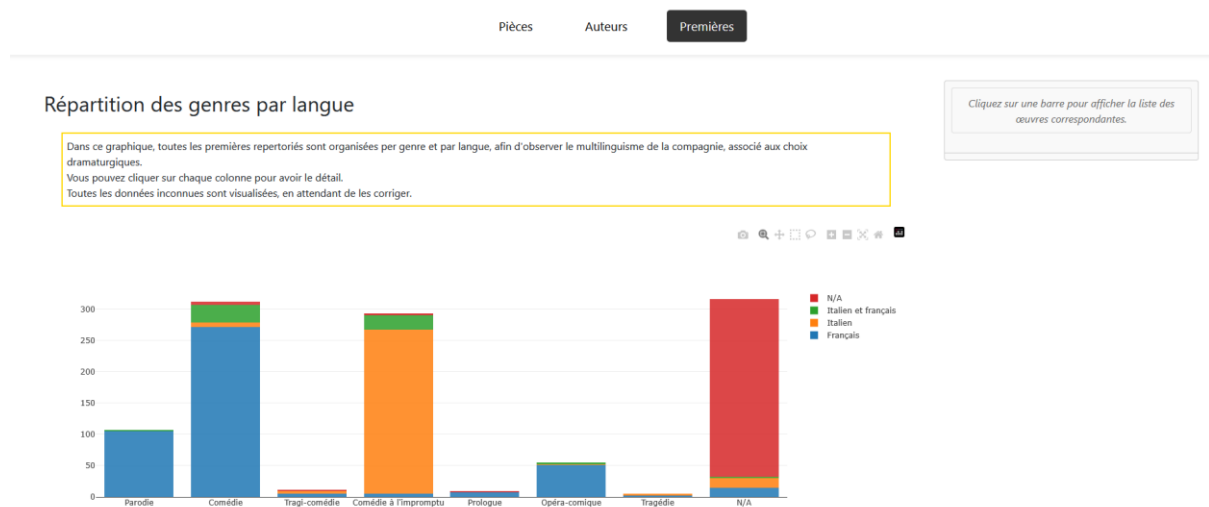 Pièces Auteurs Premières
Répartition des genres par langue
Cliquez sur une barre pour afficher la liste des
œuvres correspondantes.
Dans ce graphique, toutes les premières repertoriés sont organisées per genre et par langue, afin d'observer le multilinguisme de la compagnie, associé aux choix
dramaturgiques.
Vous pouvez cliquer sur chaque colonne pour avoir le détail.
Toutes les données inconnues sont visualisées, en attendant de les corriger.
N/A
Italien et français
Italien
Français
300
250
200
150
100
50
0
Parodie Comédie Tragi-comédie Comédie à l'impromptu Prologue Opéra-comique Tragédie N/A